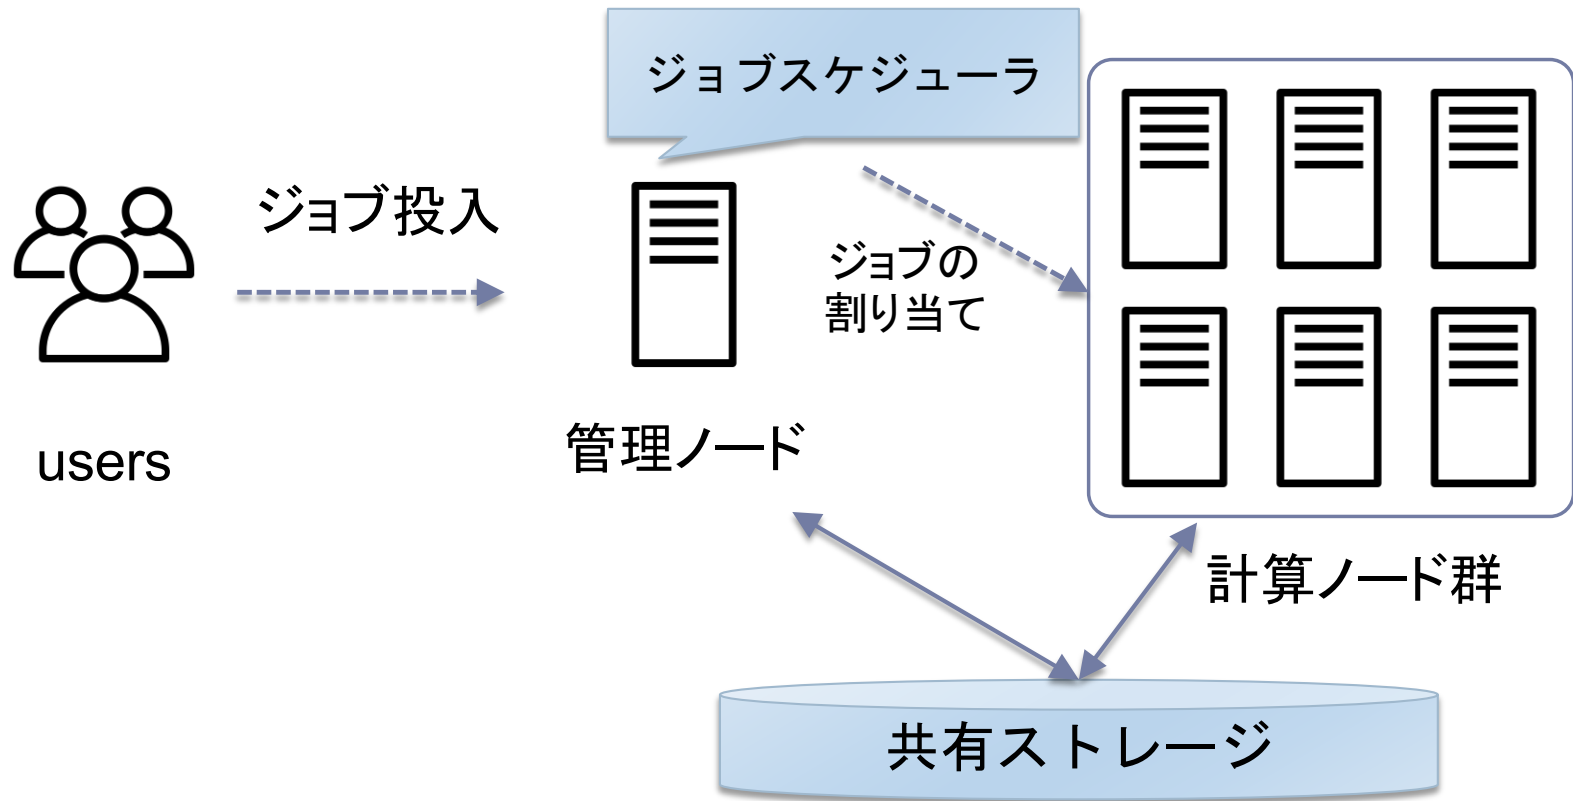 ジョブスケジューラ
ジョブ投入
ジョブの
割り当て
users
管理ノード
計算ノード群
共有ストレージ